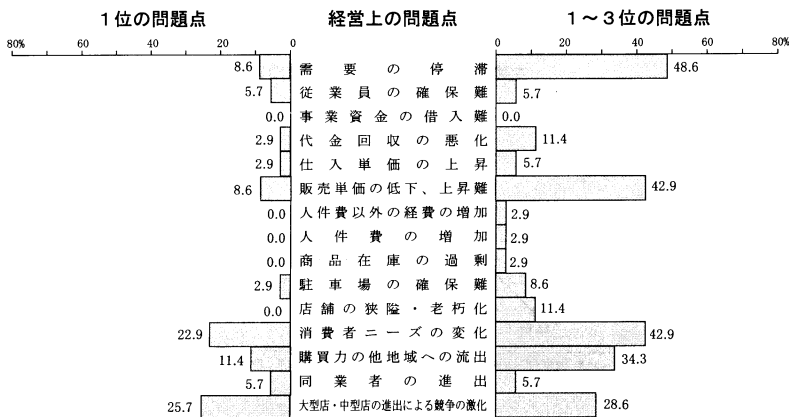 1位の問題点 経営上の問題点 1～3位の問題点
80% 60 40 20 0 0 20 40 60 80%
8.6 需要の停滞 48.6
5.7 従業員の確保難 5.7
0.0 事業資金の借入難 0.0
2.9 代金回収の悪化 11.4
2.9 仕入単価の上昇 5.7
8.6 販売単価の低下、上昇難 42.9
0.0 人件費以外の経費の増加 2.9
0.0 人件費の増加 2.9
0.0 商品在庫の過剰 2.9
2.9 駐車場の確保難 8.6
0.0 店舗の狭隘・老朽化 11.4
22.9 消費者ニーズの変化 42.9
11.4 購買力の他地域への流出 34.3
5.7 同業者の進出 5.7
25.7 大型店・中型店の進出による競争の激化 28.6